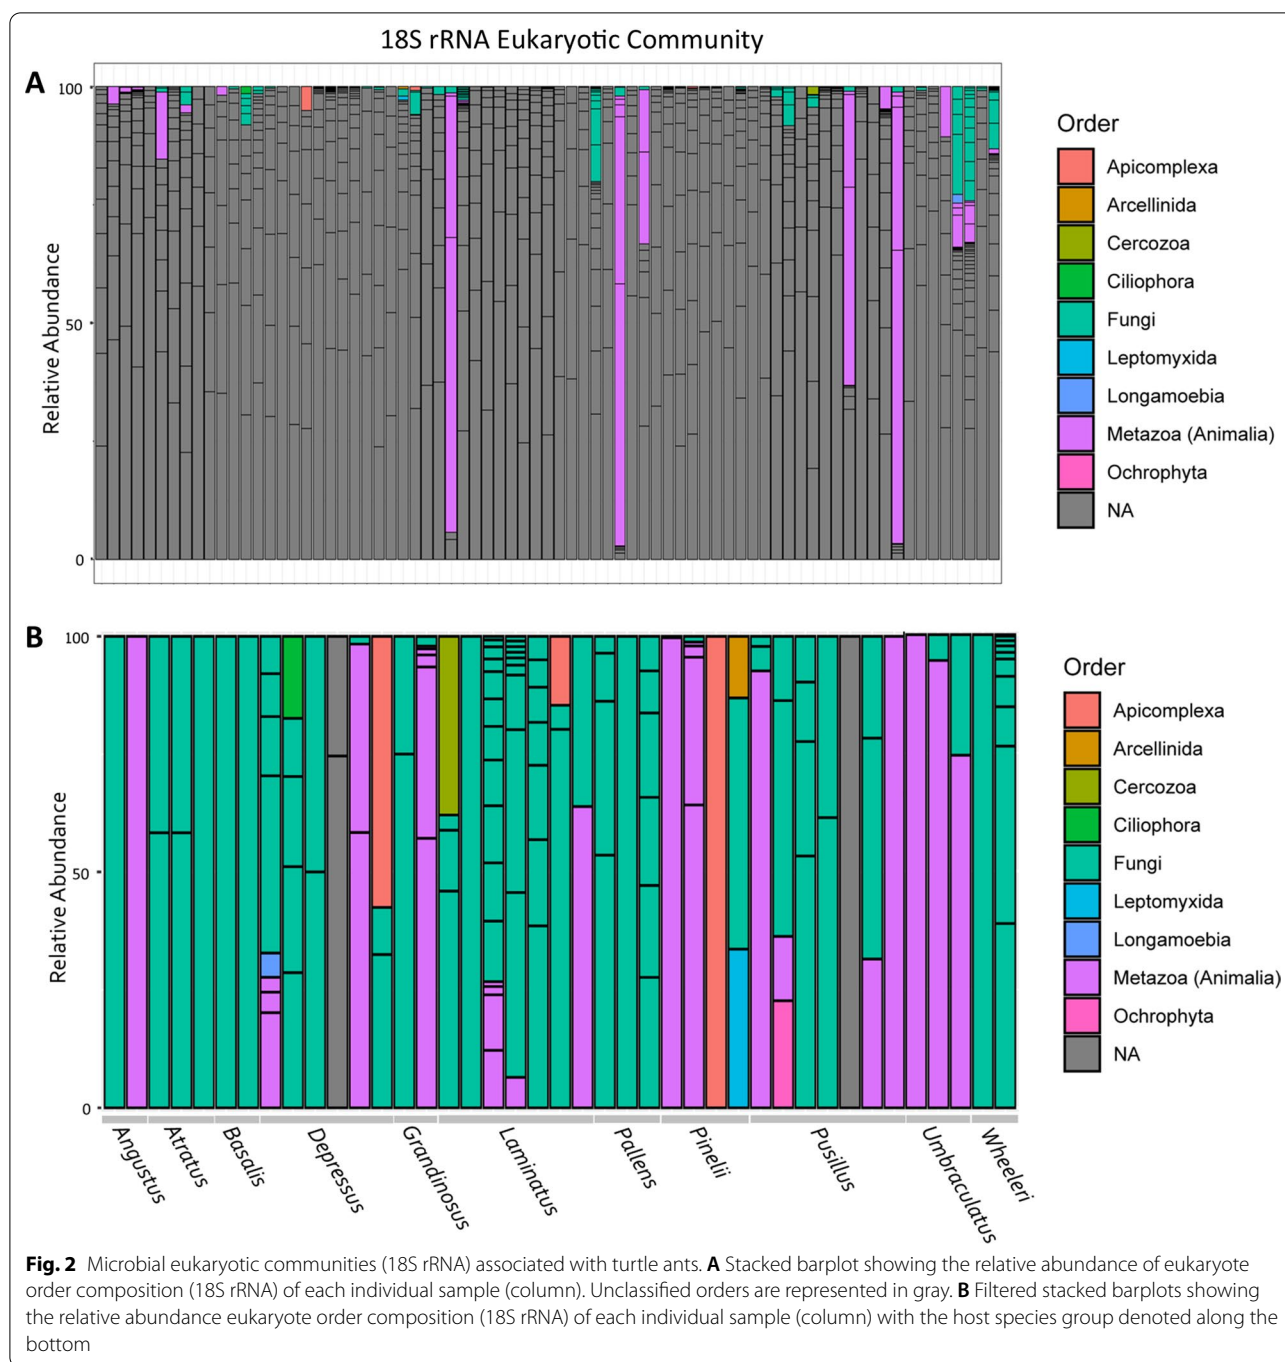 18S rRNA Eukaryotic Community
A
100
50
0
Relative Abundance
Order
Apicomplexa
Arcellinida
Cercozoa
Ciliophora
Fungi
Leptomyxida
Longamoebia
Metazoa (Animalia)
Ochrophyta
NA
B
100
50
0
Relative Abundance
Order
Apicomplexa
Arcellinida
Cercozoa
Ciliophora
Fungi
Leptomyxida
Longamoebia
Metazoa (Animalia)
Ochrophyta
NA
Angustus
Atratus
Basalis
Depressus
Grandinosus
Laminatus
Pallens
Pinelii
Pusillus
Umbraculatus
Wheeleri
Fig. 2 Microbial eukaryotic communities (18S rRNA) associated with turtle ants. A Stacked barplot showing the relative abundance of eukaryote
order composition (18S rRNA) of each individual sample (column). Unclassified orders are represented in gray. B Filtered stacked barplots showing
the relative abundance eukaryote order composition (18S rRNA) of each individual sample (column) with the host species group denoted along the
bottom